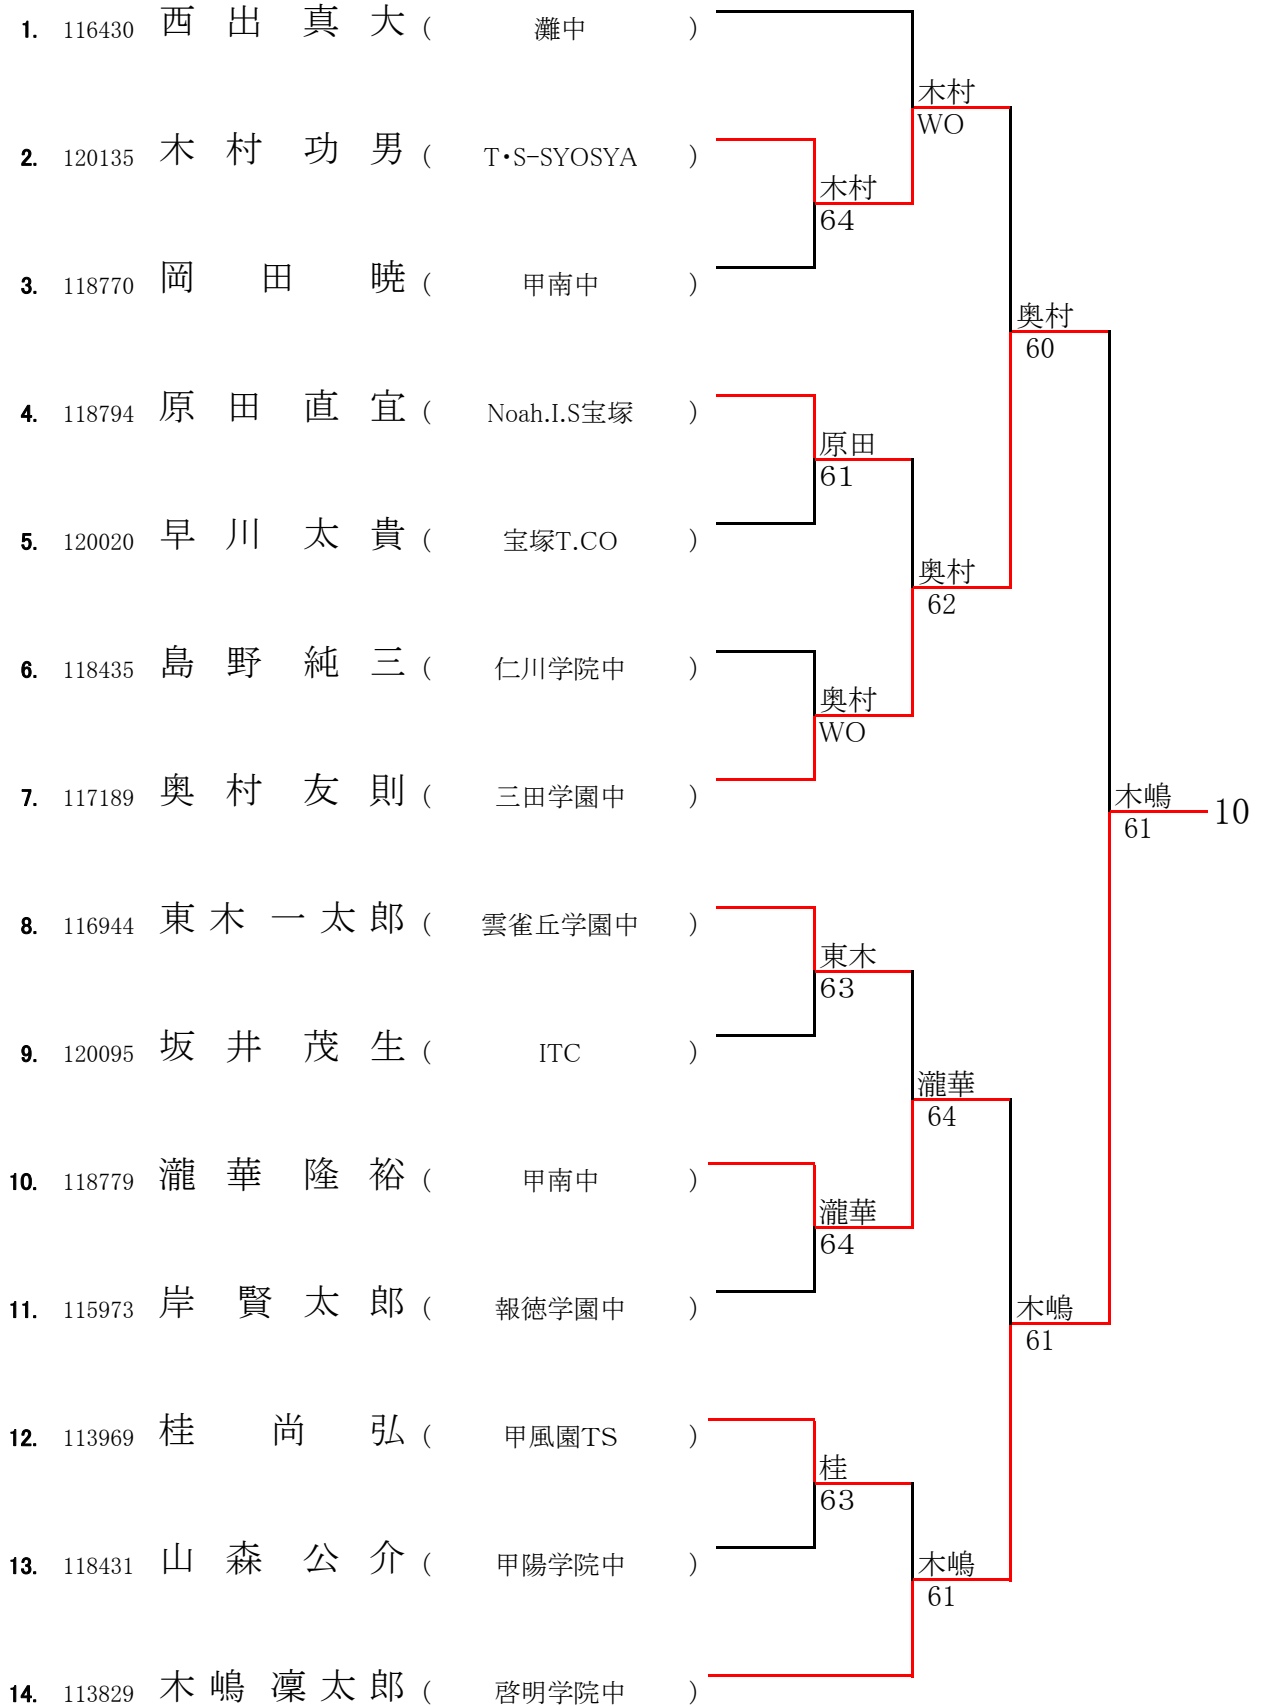 1. 116430 西出真大 ( 灘中 )
木村
WO
2. 120135 木村功男 ( T・S-SYOSYA )
木村
64
3. 118770 岡田暁 ( 甲南中 )
奥村
60
4. 118794 原田直宜 ( Noah.I.S宝塚 )
原田
61
5. 120020 早川太貴 ( 宝塚T.CO )
奥村
62
6. 118435 島野純三 ( 仁川学院中 )
奥村
WO
7. 117189 奥村友則 ( 三田学園中 )
木嶋
61
10
8. 116944 東木一太郎 ( 雲雀丘学園中 )
東木
63
9. 120095 坂井茂生 ( ITC )
瀧華
64
10. 118779 瀧華隆裕 ( 甲南中 )
瀧華
64
11. 115973 岸賢太郎 ( 報徳学園中 )
木嶋
61
12. 113969 桂尚弘 ( 甲風園TS )
桂
63
13. 118431 山森公介 ( 甲陽学院中 )
木嶋
61
14. 113829 木嶋凜太郎 ( 啓明学院中 )